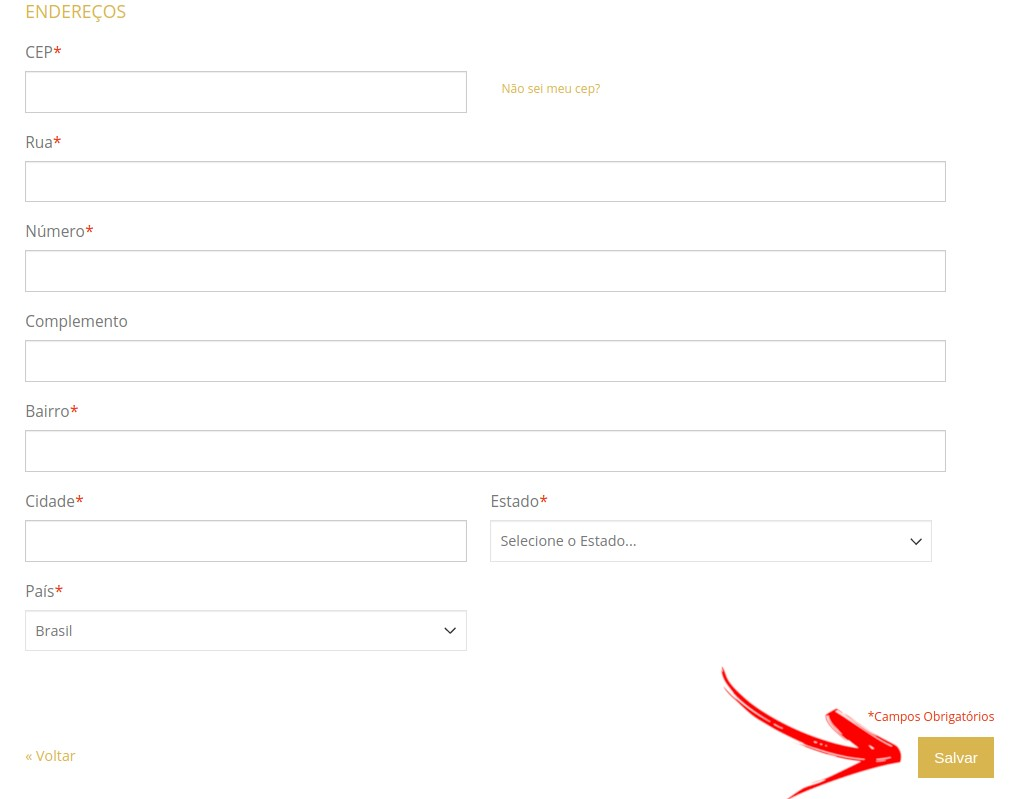 ENDEREÇOS
CEP*
Não sei meu cep?
Rua*
Número*
Complemento
Bairro*
Cidade*
Estado*
Selecione o Estado...
País*
Brasil
*Campos Obrigatórios
« Voltar
Salvar